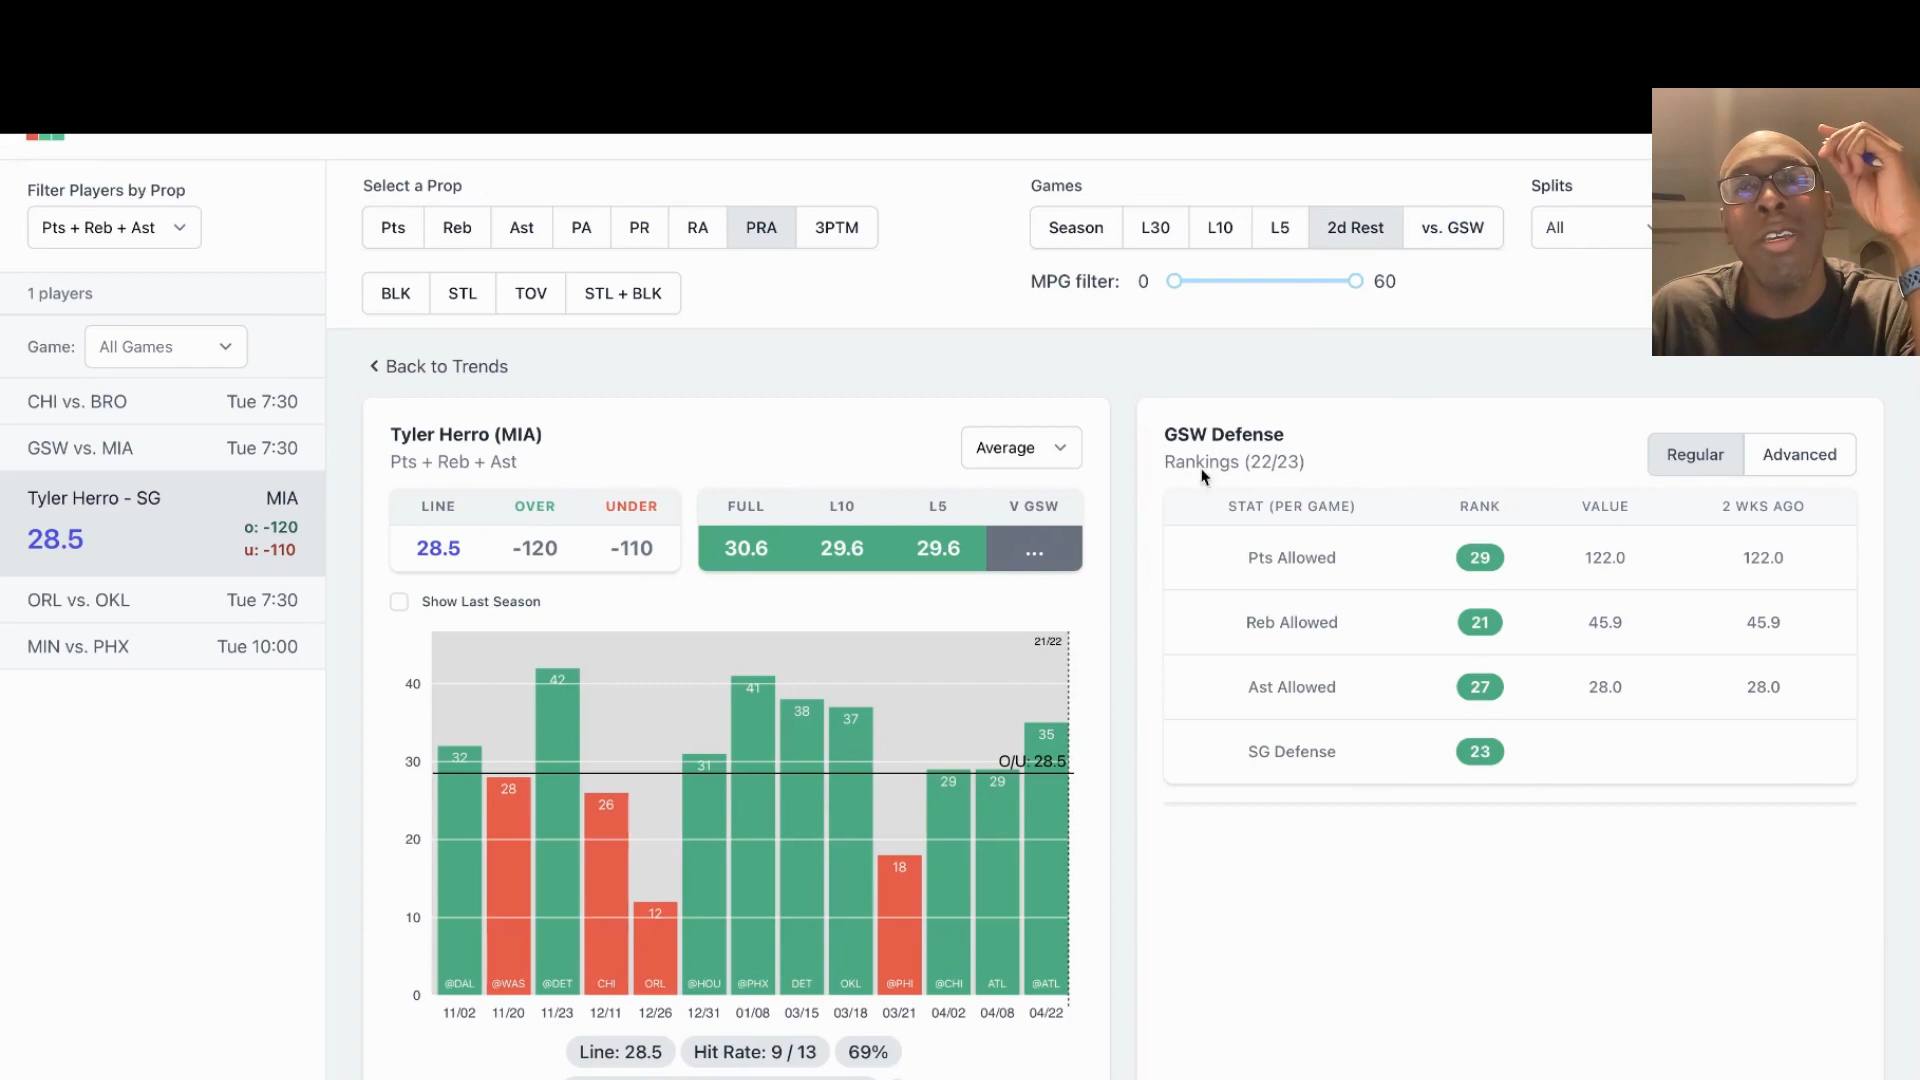 Filter Players by Prop
Pts + Reb + Ast
1 players
Game: All Games
CHI vs. BRO Tue 7:30
GSW vs. MIA Tue 7:30
Tyler Herro - SG MIA
28.5 o: -120
u: -110
ORL vs. OKL Tue 7:30
MIN vs. PHX Tue 10:00
Select a Prop
Pts Reb Ast PA PR RA PRA 3PTM
BLK STL TOV STL + BLK
Games
Season L30 L10 L5 2d Rest vs. GSW
MPG filter: 0 60
Splits
All
Back to Trends
Tyler Herro (MIA)
Pts + Reb + Ast
Average
LINE OVER UNDER
28.5 -120 -110
FULL L10 L5 V GSW
30.6 29.6 29.6 ...
Show Last Season
21/22
40
30
20
10
0
32 28 42 26 12 31 41 38 37 18 29 29 35
O/U: 28.5
@DAL @WAS @DET CHI ORL @HOU @PHX DET OKL @PHI @CHI ATL @ATL
11/02 11/20 11/23 12/11 12/26 12/31 01/08 03/15 03/18 03/21 04/02 04/08 04/22
Line: 28.5 Hit Rate: 9 / 13 69%
GSW Defense
Rankings (22/23)
Regular Advanced
STAT (PER GAME) RANK VALUE 2 WKS AGO
Pts Allowed 29 122.0 122.0
Reb Allowed 21 45.9 45.9
Ast Allowed 27 28.0 28.0
SG Defense 23